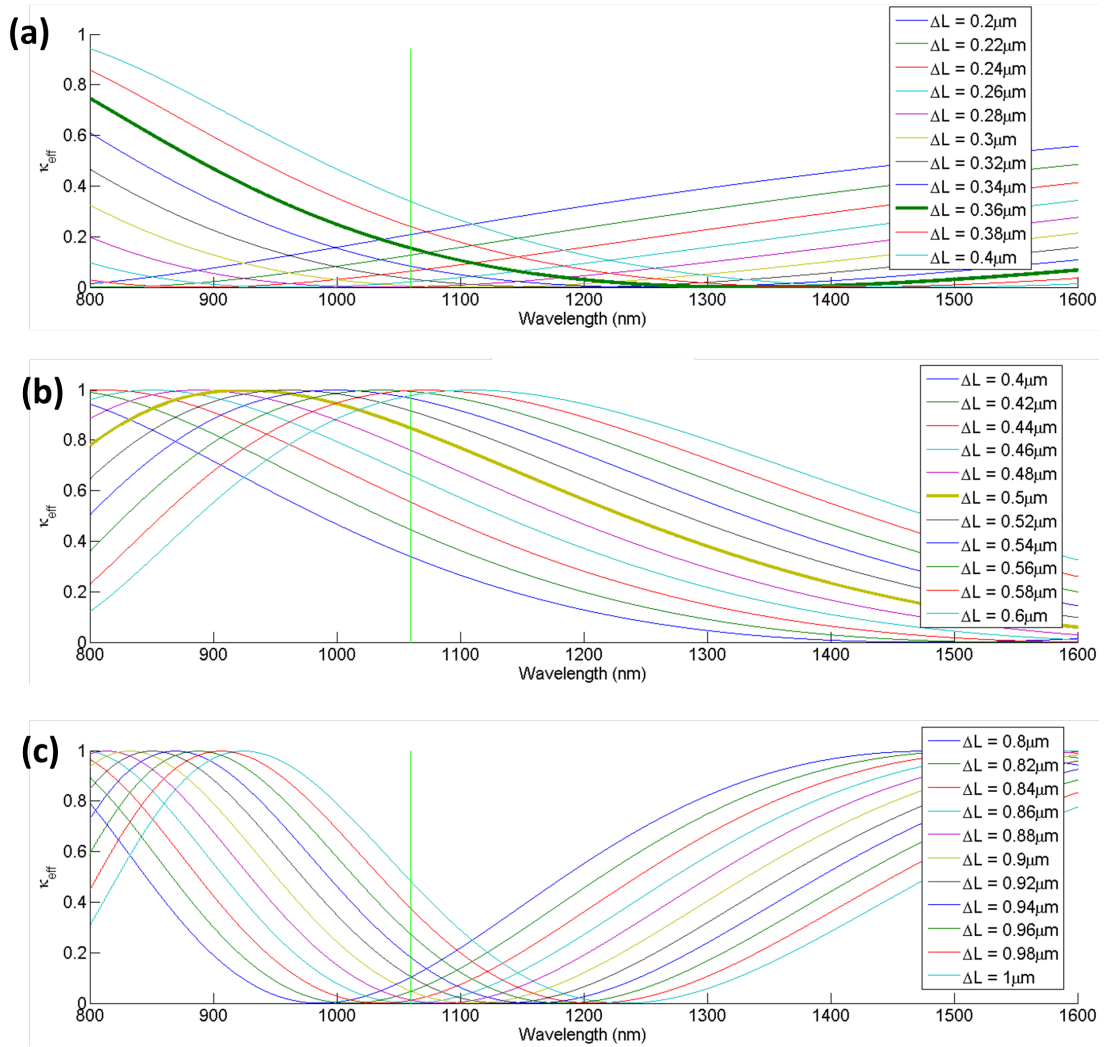 (a)
1
0.8
0.6
0.4
0.2
0
κeff
800 900 1000 1100 1200 1300 1400 1500 1600
Wavelength (nm)
ΔL = 0.2μm
ΔL = 0.22μm
ΔL = 0.24μm
ΔL = 0.26μm
ΔL = 0.28μm
ΔL = 0.3μm
ΔL = 0.32μm
ΔL = 0.34μm
ΔL = 0.36μm
ΔL = 0.38μm
ΔL = 0.4μm
(b)
1
0.8
0.6
0.4
0.2
0
κeff
800 900 1000 1100 1200 1300 1400 1500 1600
Wavelength (nm)
ΔL = 0.4μm
ΔL = 0.42μm
ΔL = 0.44μm
ΔL = 0.46μm
ΔL = 0.48μm
ΔL = 0.5μm
ΔL = 0.52μm
ΔL = 0.54μm
ΔL = 0.56μm
ΔL = 0.58μm
ΔL = 0.6μm
(c)
1
0.8
0.6
0.4
0.2
0
κeff
800 900 1000 1100 1200 1300 1400 1500 1600
Wavelength (nm)
ΔL = 0.8μm
ΔL = 0.82μm
ΔL = 0.84μm
ΔL = 0.86μm
ΔL = 0.88μm
ΔL = 0.9μm
ΔL = 0.92μm
ΔL = 0.94μm
ΔL = 0.96μm
ΔL = 0.98μm
ΔL = 1μm